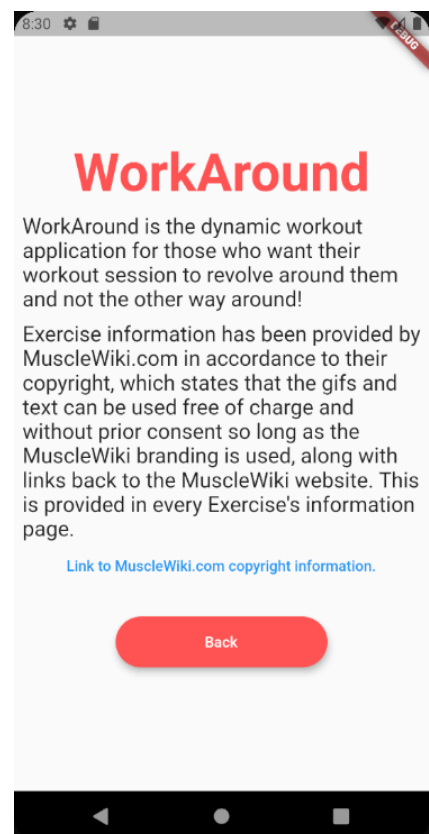 8:30
DEBUG
WorkAround
WorkAround is the dynamic workout
application for those who want their
workout session to revolve around them
and not the other way around!
Exercise information has been provided by
MuscleWiki.com in accordance to their
copyright, which states that the gifs and
text can be used free of charge and
without prior consent so long as the
MuscleWiki branding is used, along with
links back to the MuscleWiki website. This
is provided in every Exercise's information
page.
Link to MuscleWiki.com copyright information.
Back